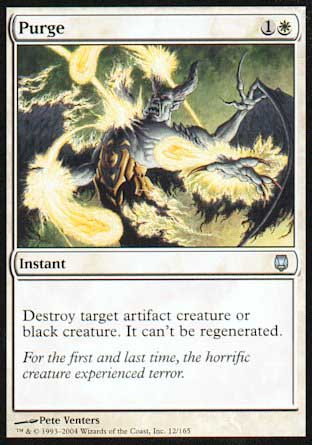 Purge 1
Instant
Destroy target artifact creature or
black creature. It can't be regenerated.
For the first and last time, the horrific
creature experienced terror.
Pete Venters
™ & © 1993–2004 Wizards of the Coast, Inc. 12/165